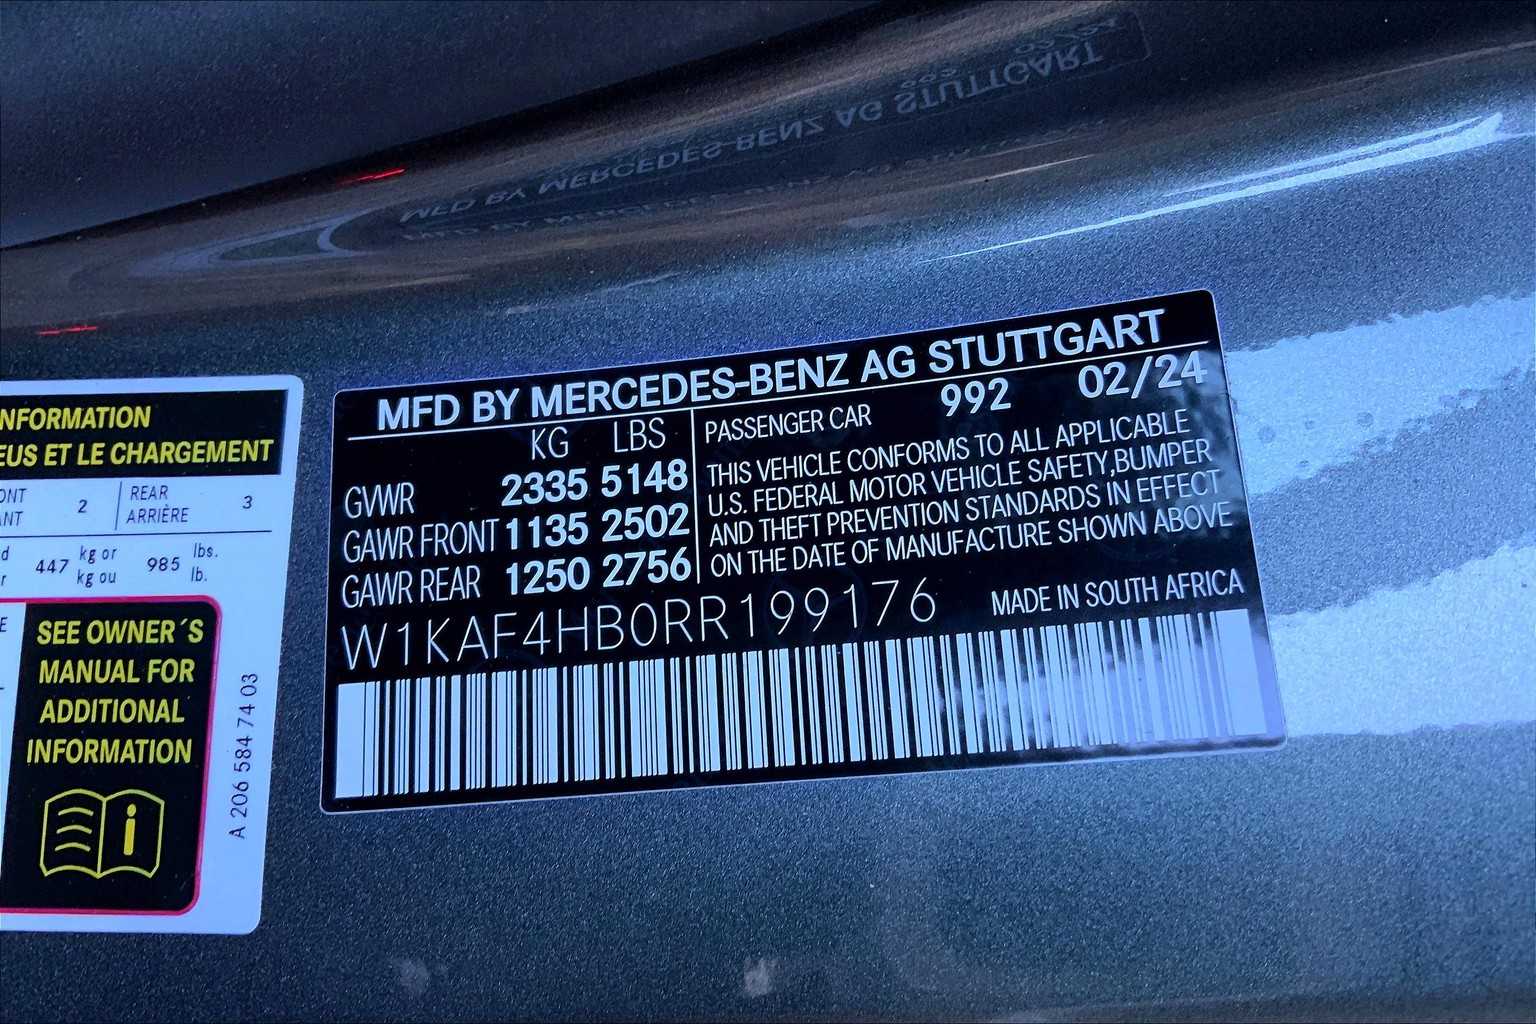 MFD BY MERCEDES-BENZ AG STUTTGART
KG LBS
GVWR 2335 5148
GAWR FRONT 1135 2502
GAWR REAR 1250 2756
PASSENGER CAR 992 02/24
THIS VEHICLE CONFORMS TO ALL APPLICABLE
U.S. FEDERAL MOTOR VEHICLE SAFETY,BUMPER
AND THEFT PREVENTION STANDARDS IN EFFECT
ON THE DATE OF MANUFACTURE SHOWN ABOVE
W1KAF4HB0RR199176
MADE IN SOUTH AFRICA
NFORMATION
EUS ET LE CHARGEMENT
ONT 2 REAR 3
ANT ARRIÈRE
447 kg or 985 lbs.
kg ou lb.
SEE OWNER´S
MANUAL FOR
ADDITIONAL
INFORMATION
i
A 206 584 74 03